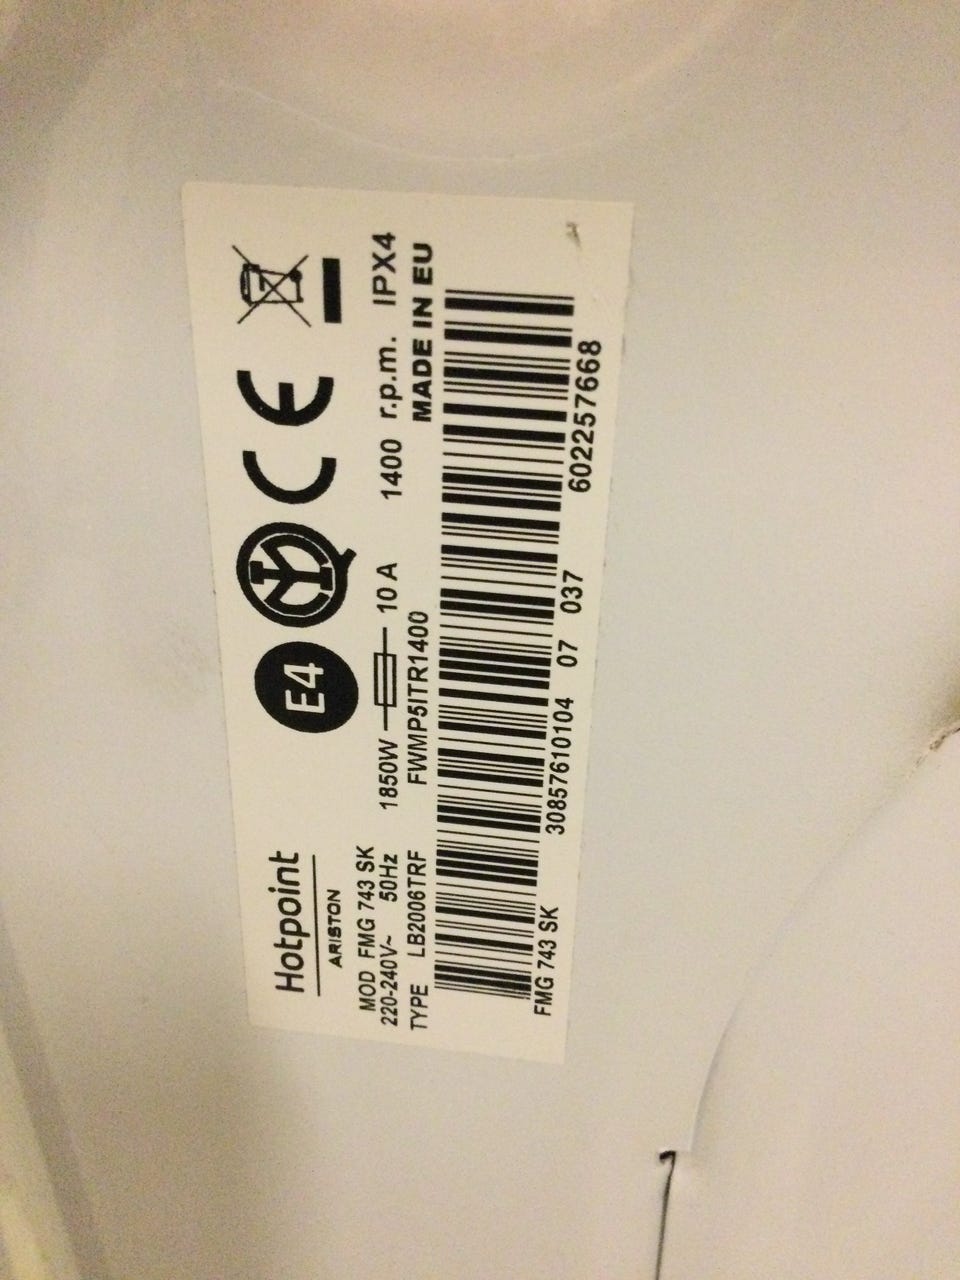 Hotpoint
ARISTON
E4
CE
MOD FMG 743 SK
220-240V~ 50Hz 1850W 10 A 1400 r.p.m. IPX4
TYPE LB2006TRF FWMP5ITR1400 MADE IN EU
FMG 743 SK 30857610104 07 037 602257668